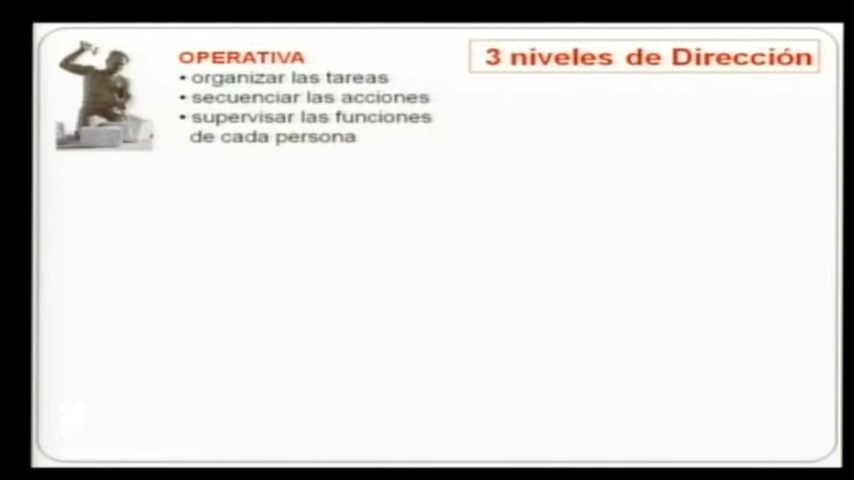 3 niveles de Dirección
OPERATIVA
• organizar las tareas
• secuenciar las acciones
• supervisar las funciones
de cada persona